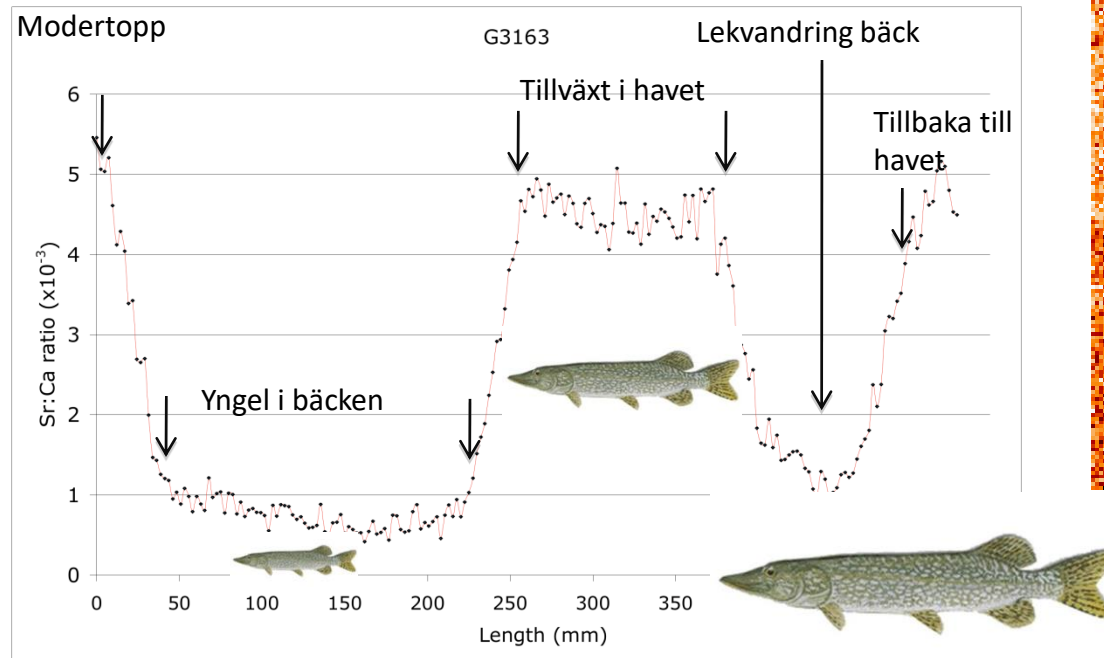 Modertopp
G3163
Lekvandring bäck
Tillväxt i havet
Tillbaka till
havet
Yngel i bäcken
Sr:Ca ratio (x10⁻³)
6
5
4
3
2
1
0
0 50 100 150 200 250 300 350
Length (mm)